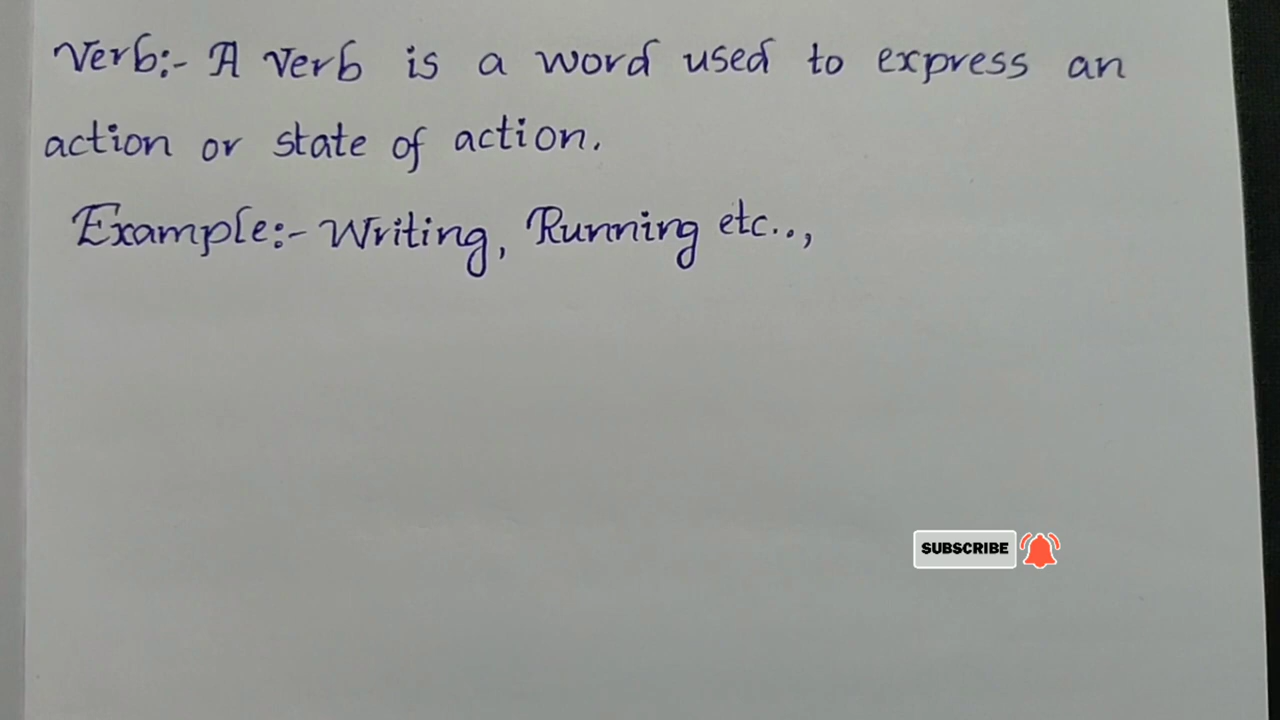 Verb:- A verb is a word used to express an
action or state of action.
Example:- Writing, Running etc..,
SUBSCRIBE